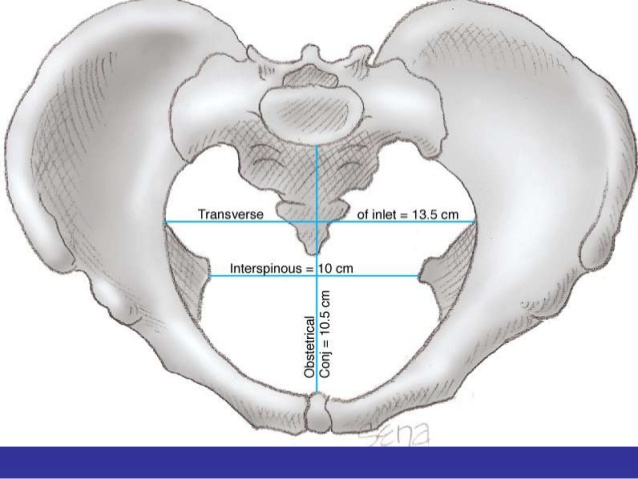 Transverse of inlet = 13.5 cm
Interspinous = 10 cm
Obstetrical
Conj = 10.5 cm
Sena